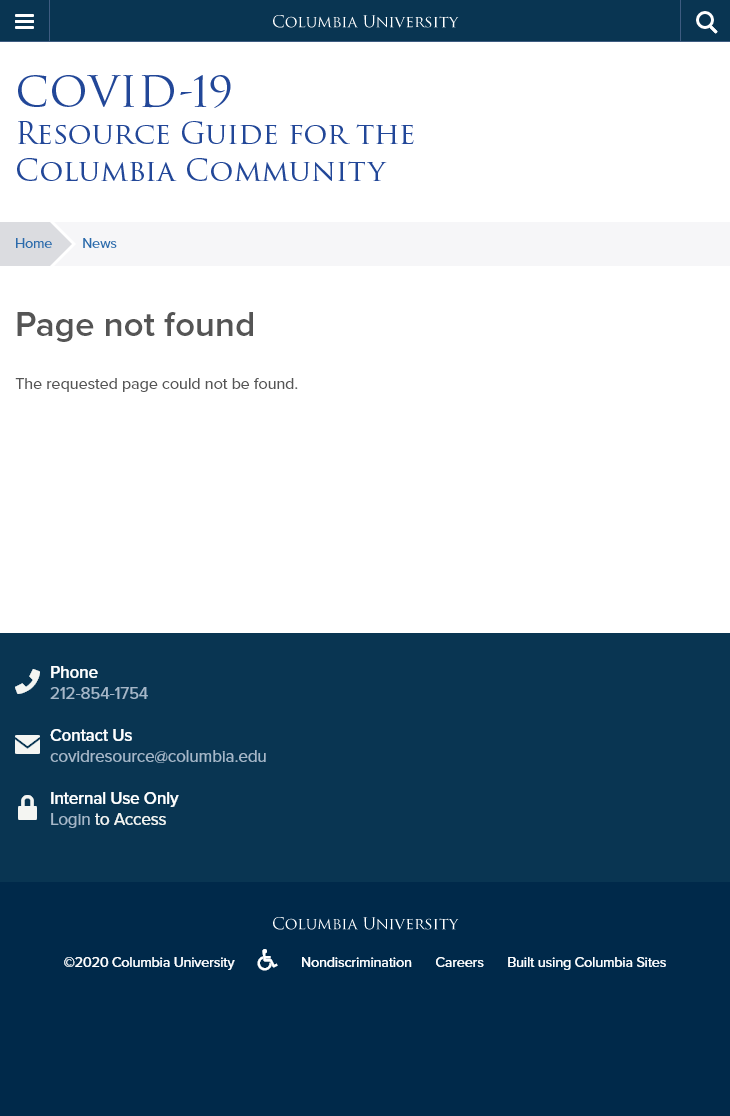 Columbia University
COVID-19
Resource Guide for the
Columbia Community
Home News
Page not found
The requested page could not be found.
Phone
212-854-1754
Contact Us
covidresource@columbia.edu
Internal Use Only
Login to Access
Columbia University
©2020 Columbia University Nondiscrimination Careers Built using Columbia Sites